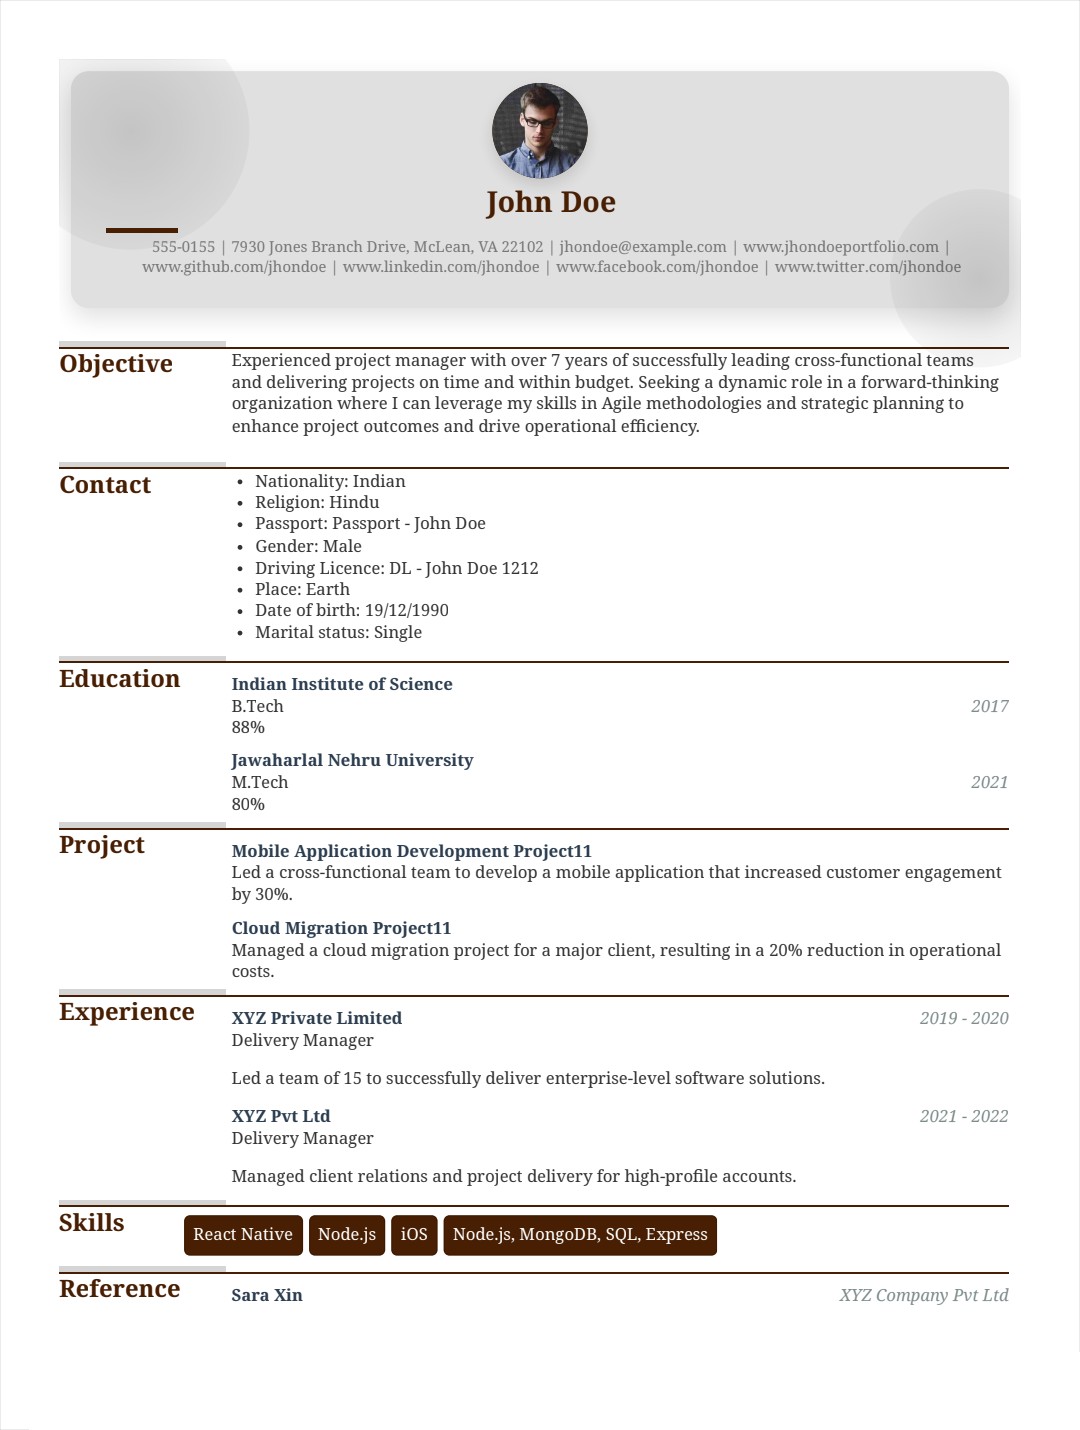 John Doe
555-0155 | 7930 Jones Branch Drive, McLean, VA 22102 | jhondoe@example.com | www.jhondoeportfolio.com |
www.github.com/jhondoe | www.linkedin.com/jhondoe | www.facebook.com/jhondoe | www.twitter.com/jhondoe
Objective
Experienced project manager with over 7 years of successfully leading cross-functional teams
and delivering projects on time and within budget. Seeking a dynamic role in a forward-thinking
organization where I can leverage my skills in Agile methodologies and strategic planning to
enhance project outcomes and drive operational efficiency.
Contact
• Nationality: Indian
• Religion: Hindu
• Passport: Passport - John Doe
• Gender: Male
• Driving Licence: DL - John Doe 1212
• Place: Earth
• Date of birth: 19/12/1990
• Marital status: Single
Education
Indian Institute of Science
B.Tech 2017
88%
Jawaharlal Nehru University
M.Tech 2021
80%
Project
Mobile Application Development Project11
Led a cross-functional team to develop a mobile application that increased customer engagement
by 30%.
Cloud Migration Project11
Managed a cloud migration project for a major client, resulting in a 20% reduction in operational
costs.
Experience
XYZ Private Limited 2019 - 2020
Delivery Manager
Led a team of 15 to successfully deliver enterprise-level software solutions.
XYZ Pvt Ltd 2021 - 2022
Delivery Manager
Managed client relations and project delivery for high-profile accounts.
Skills
React Native Node.js iOS Node.js, MongoDB, SQL, Express
Reference
Sara Xin XYZ Company Pvt Ltd